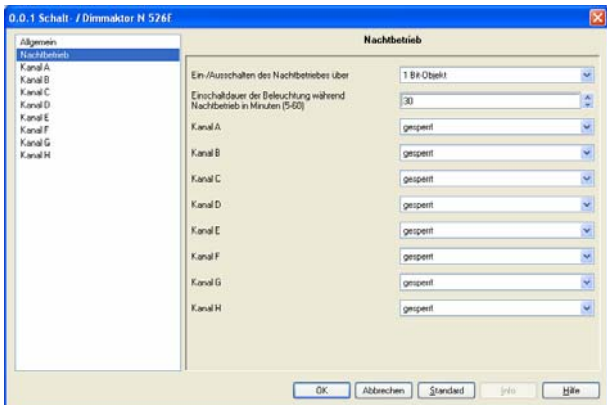 0.0.1 Schalt- / Dimmaktor N 526E
Allgemein
Nachtbetrieb
Kanal A
Kanal B
Kanal C
Kanal D
Kanal E
Kanal F
Kanal G
Kanal H
Nachtbetrieb
Ein-/Ausschalten des Nachtbetriebes über
1 Bit-Objekt
Einschaltdauer der Beleuchtung während
Nachtbetrieb in Minuten (5-60)
30
Kanal A
gesperrt
Kanal B
gesperrt
Kanal C
gesperrt
Kanal D
gesperrt
Kanal E
gesperrt
Kanal F
gesperrt
Kanal G
gesperrt
Kanal H
gesperrt
OK
Abbrechen
Standard
Info
Hilfe